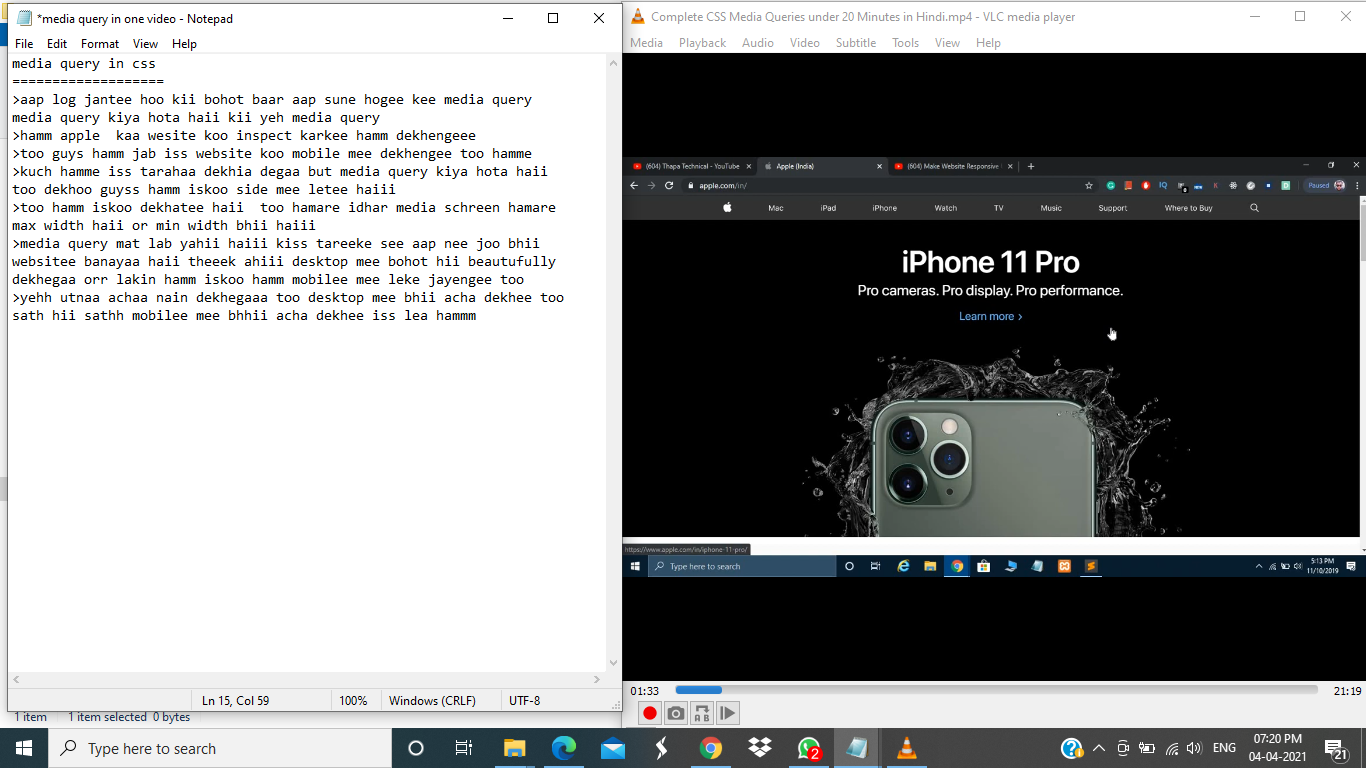 *media query in one video - Notepad
File Edit Format View Help
media query in css
===================
>aap log jantee hoo kii bohot baar aap sune hogee kee media query
media query kiya hota haii kii yeh media query
>hamm apple  kaa wesite koo inspect karkee hamm dekhengeee
>too guys hamm jab iss website koo mobile mee dekhengee too hamme
>kuch hamme iss tarahaa dekhia degaa but media query kiya hota haii
too dekhoo guyss hamm iskoo side mee letee haiii
>too hamm iskoo dekhatee haii  too hamare idhar media schreen hamare
max width haii or min width bhii haiii
>media query mat lab yahii haiii kiss tareeke see aap nee joo bhii
websitee banayaa haii theeek ahiii desktop mee bohot hii beautufully
dekhegaa orr lakin hamm iskoo hamm mobilee mee leke jayengee too
>yehh utnaa achaa nain dekhegaaa too desktop mee bhii acha dekhee too
sath hii sathh mobilee mee bhhii acha dekhee iss lea hammm
Ln 15, Col 59 100% Windows (CRLF) UTF-8
1 item 1 item selected 0 bytes
Complete CSS Media Queries under 20 Minutes in Hindi.mp4 - VLC media player
Media Playback Audio Video Subtitle Tools View Help
(604) Thapa Technical - YouTube Apple (India) (604) Make Website Responsive
apple.com/in/ Paused
Mac iPad iPhone Watch TV Music Support Where to Buy
iPhone 11 Pro
Pro cameras. Pro display. Pro performance.
Learn more >
https://www.apple.com/in/iphone-11-pro/
Type here to search 5:13 PM
11/10/2019
01:33 21:19
Type here to search ENG 07:20 PM
04-04-2021
2 21